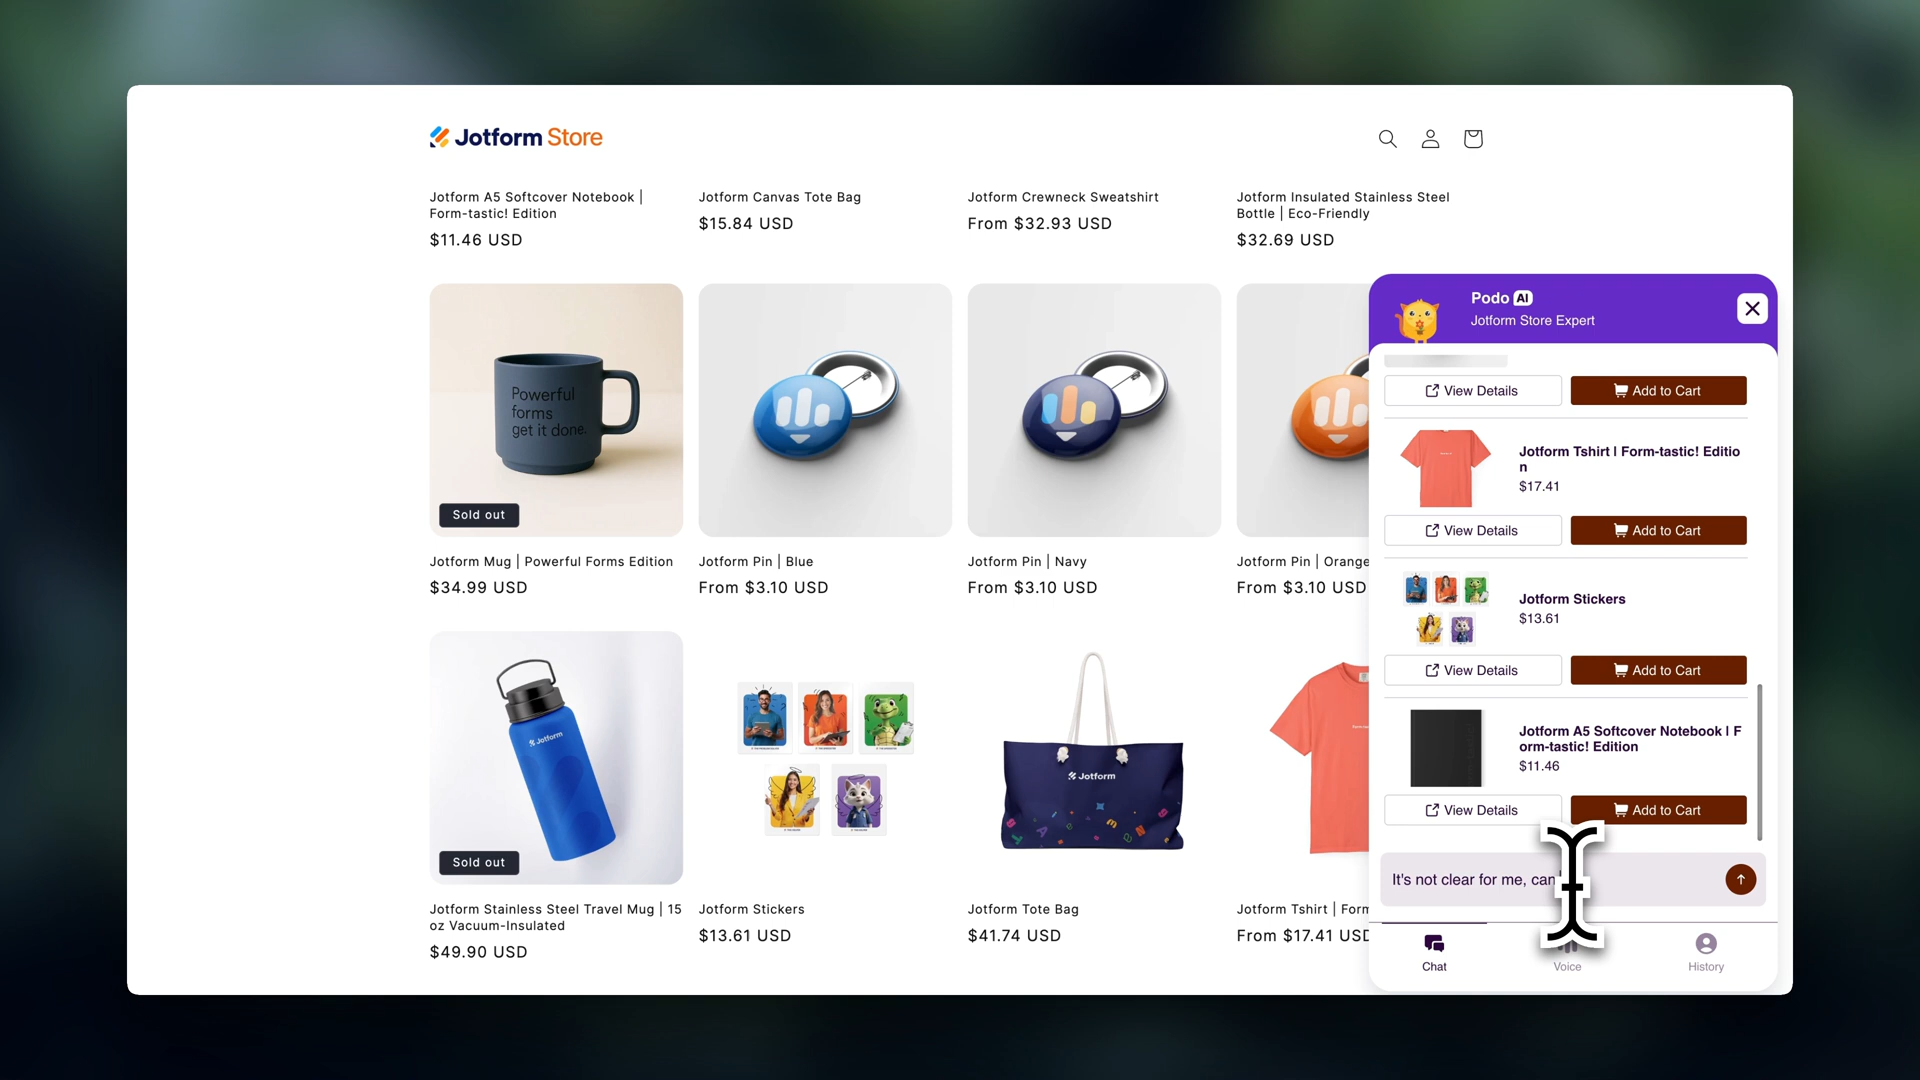 Jotform Store
Jotform A5 Softcover Notebook |
Form-tastic! Edition
$11.46 USD
Jotform Canvas Tote Bag
$15.84 USD
Jotform Crewneck Sweatshirt
From $32.93 USD
Jotform Insulated Stainless Steel
Bottle | Eco-Friendly
$32.69 USD
Powerful
forms
get it done.
Sold out
Jotform Mug | Powerful Forms Edition
$34.99 USD
Jotform Pin | Blue
From $3.10 USD
Jotform Pin | Navy
From $3.10 USD
Jotform Pin | Orange
From $3.10 USD
Jotform
Sold out
Jotform Stainless Steel Travel Mug | 15
oz Vacuum-Insulated
$49.90 USD
Jotform Stickers
$13.61 USD
Jotform
Jotform Tote Bag
$41.74 USD
Jotform Tshirt | Form
From $17.41 USD
Podo AI
Jotform Store Expert
View Details
Add to Cart
Jotform Tshirt | Form-tastic! Editio
n
$17.41
View Details
Add to Cart
Jotform Stickers
$13.61
View Details
Add to Cart
Jotform A5 Softcover Notebook | F
orm-tastic! Edition
$11.46
View Details
Add to Cart
It's not clear for me, can
Chat
Voice
History